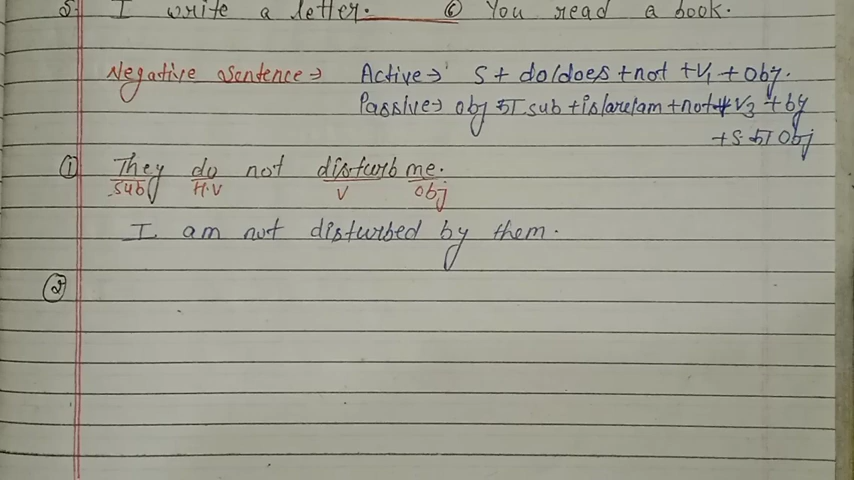 5. I write a letter. ⑥ You read a book.
Negative Sentence → Active → S + do/does + not + V₁ + Obj.
Passive → Obj का sub + is/are/am + not + V₃ + by
+ S का Obj
① They do not disturb me.
Sub H.V V Obj
I am not disturbed by them.
②